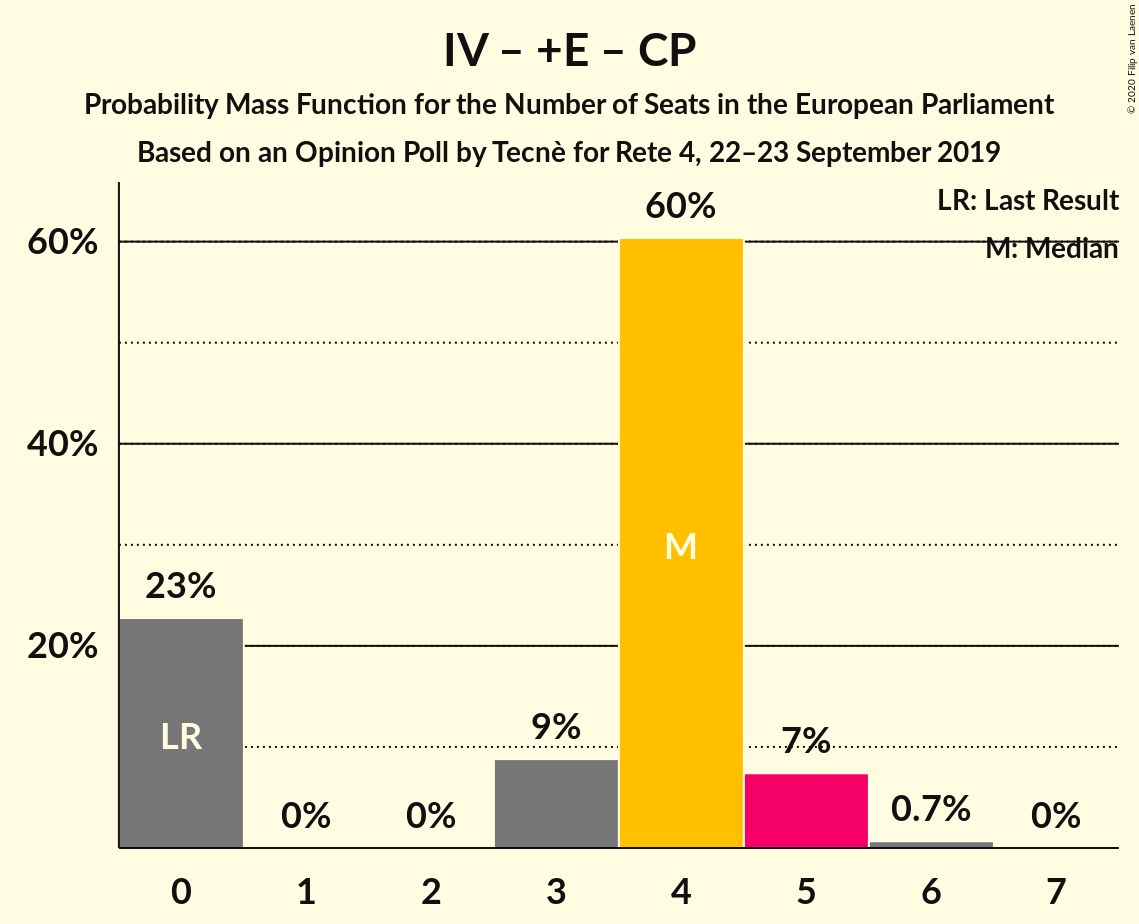 IV – +E – CP
Probability Mass Function for the Number of Seats in the European Parliament
Based on an Opinion Poll by Tecnè for Rete 4, 22–23 September 2019
© 2020 Filip van Laenen
LR: Last Result
M: Median
60%
40%
20%
23%
0%
0%
9%
60%
7%
0.7%
0%
LR
M
0 1 2 3 4 5 6 7